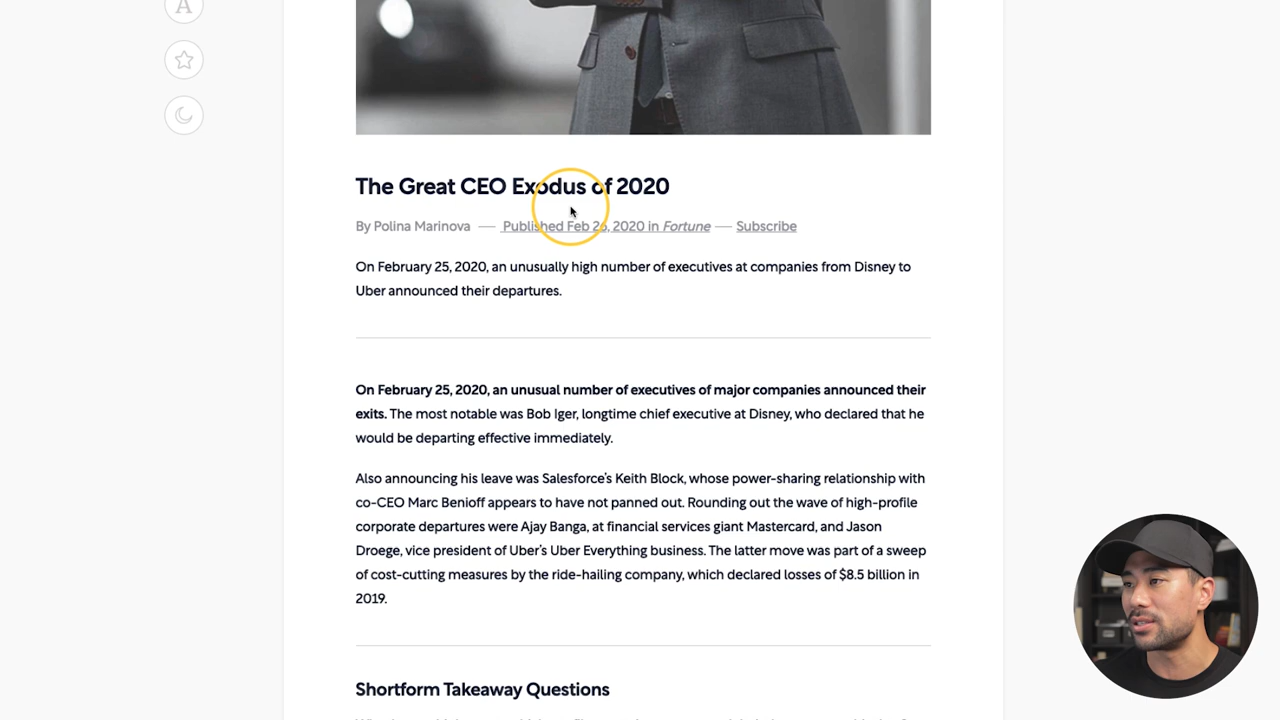 A
The Great CEO Exodus of 2020
By Polina Marinova — Published Feb 26, 2020 in Fortune — Subscribe
On February 25, 2020, an unusually high number of executives at companies from Disney to
Uber announced their departures.
On February 25, 2020, an unusual number of executives of major companies announced their
exits. The most notable was Bob Iger, longtime chief executive at Disney, who declared that he
would be departing effective immediately.
Also announcing his leave was Salesforce's Keith Block, whose power-sharing relationship with
co-CEO Marc Benioff appears to have not panned out. Rounding out the wave of high-profile
corporate departures were Ajay Banga, at financial services giant Mastercard, and Jason
Droege, vice president of Uber's Uber Everything business. The latter move was part of a sweep
of cost-cutting measures by the ride-hailing company, which declared losses of $8.5 billion in
2019.
Shortform Takeaway Questions